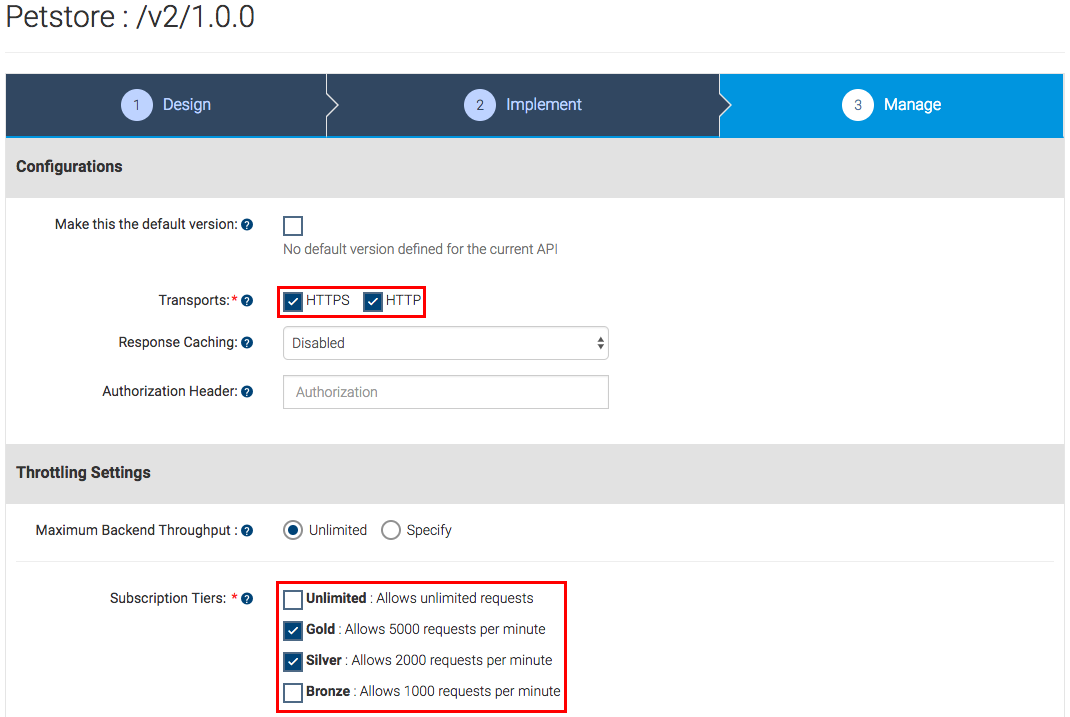 Petstore : /v2/1.0.0
1 Design 2 Implement 3 Manage
Configurations
Make this the default version: ?
No default version defined for the current API
Transports:* ? HTTPS HTTP
Response Caching: ? Disabled
Authorization Header: ? Authorization
Throttling Settings
Maximum Backend Throughput : ? Unlimited Specify
Subscription Tiers: * ? Unlimited : Allows unlimited requests
Gold : Allows 5000 requests per minute
Silver : Allows 2000 requests per minute
Bronze : Allows 1000 requests per minute